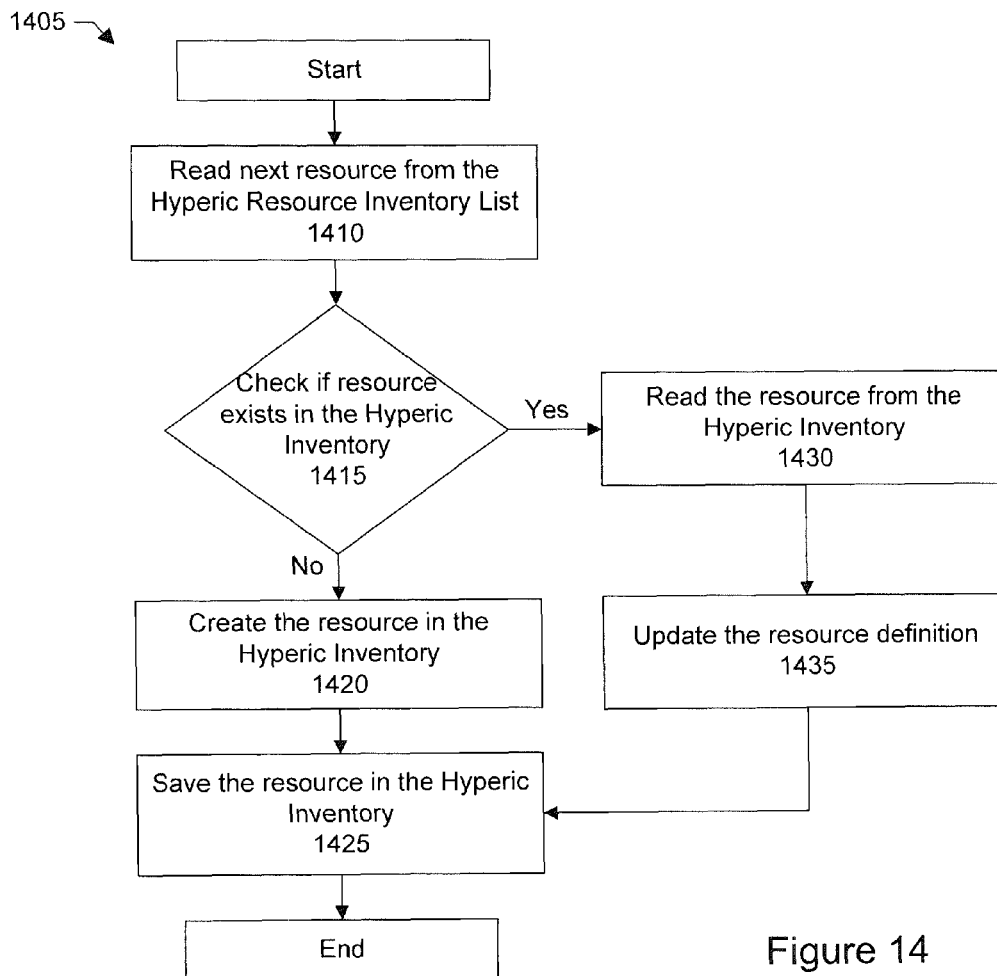 1405
Start
Read next resource from the
Hyperic Resource Inventory List
1410
Check if resource
exists in the Hyperic
Inventory
1415
Yes
Read the resource from the
Hyperic Inventory
1430
No
Create the resource in the
Hyperic Inventory
1420
Update the resource definition
1435
Save the resource in the Hyperic
Inventory
1425
End
Figure 14